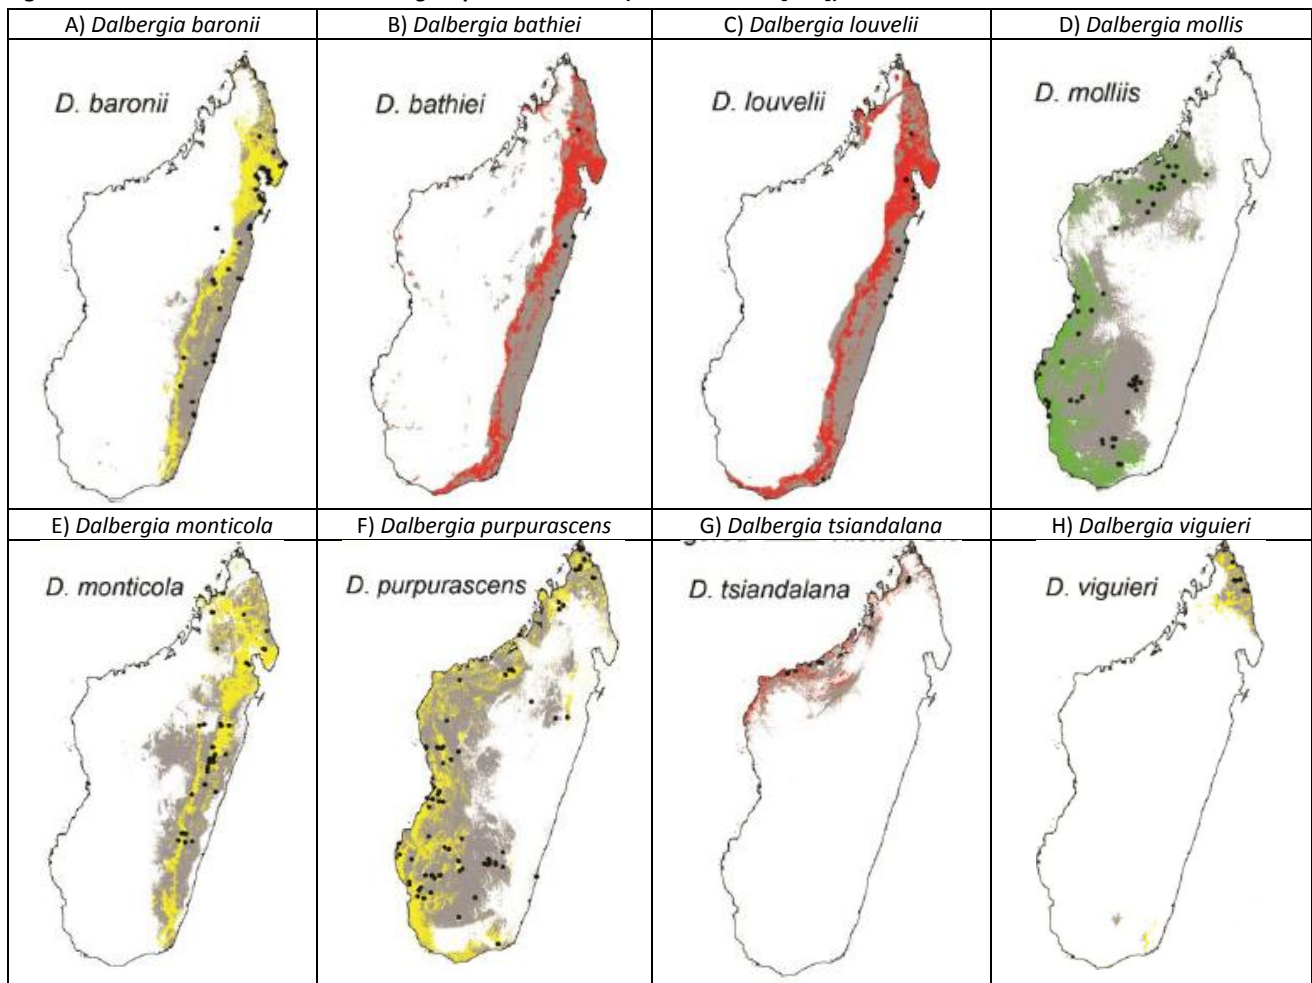 A) Dalbergia baronii
B) Dalbergia bathiei
C) Dalbergia louvelii
D) Dalbergia mollis
D. baronii
D. bathiei
D. louvelii
D. molliis
E) Dalbergia monticola
F) Dalbergia purpurascens
G) Dalbergia tsiandalana
H) Dalbergia viguieri
D. monticola
D. purpurascens
D. tsiandalana
D. viguieri